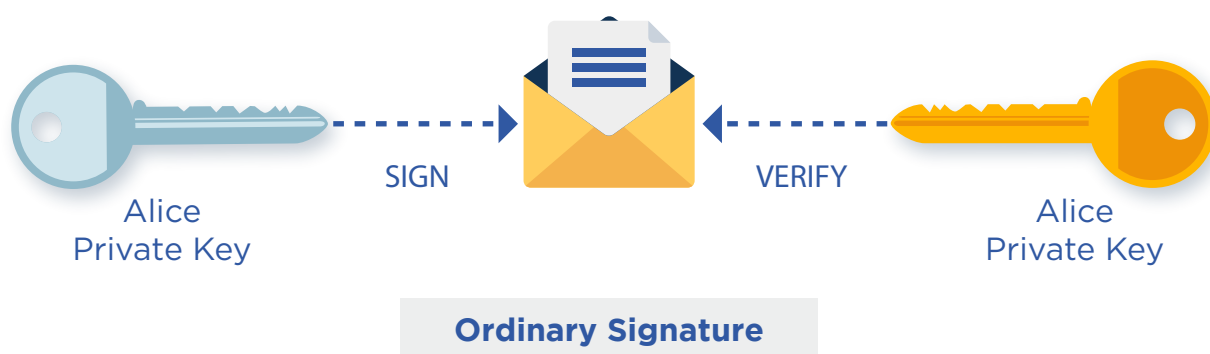 SIGN
VERIFY
Alice
Private Key
Alice
Private Key
Ordinary Signature